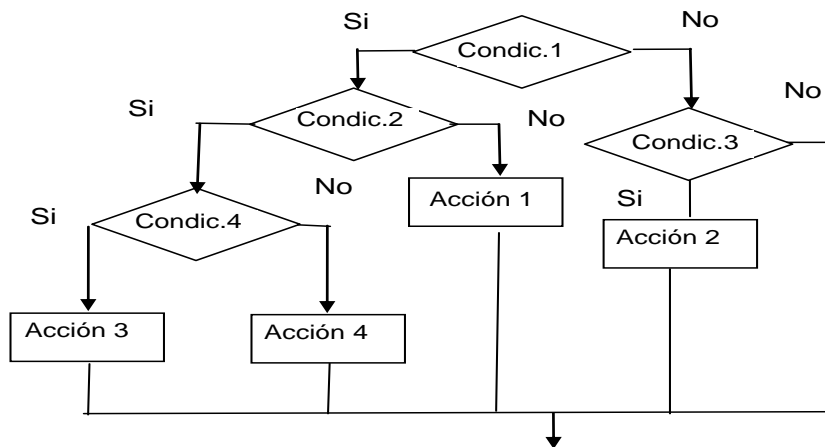 Si
No
Condic.1
Si
No
Condic.2
No
Condic.3
Si
No
Condic.4
Acción 1
Si
Acción 2
Acción 3
Acción 4